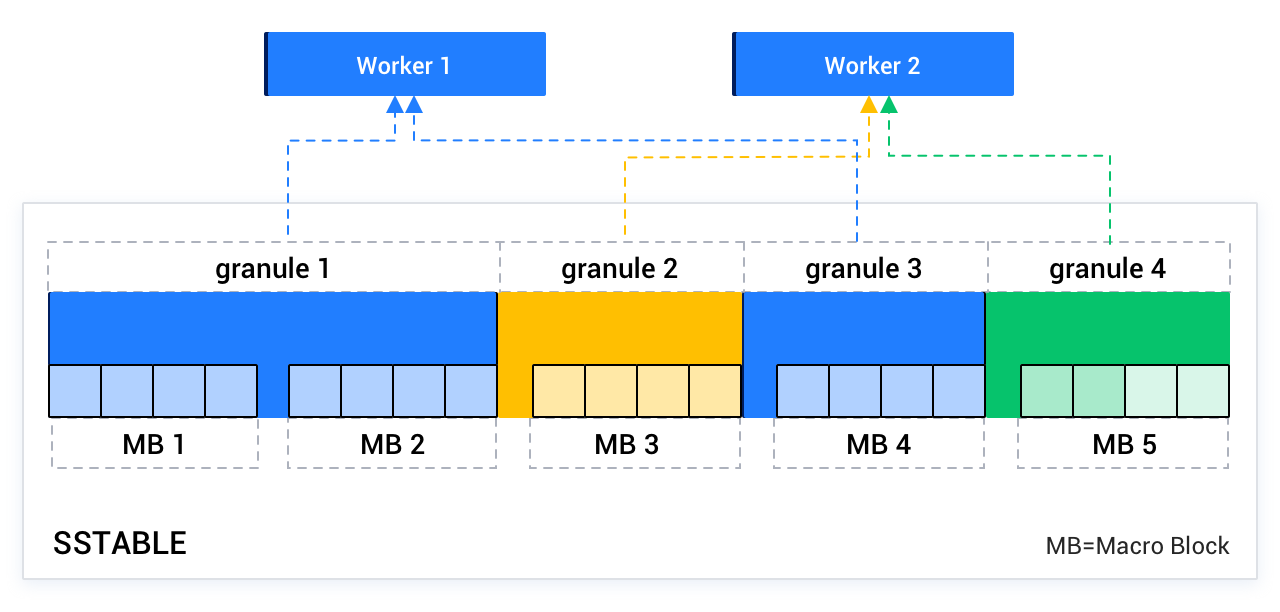 Worker 1
Worker 2
granule 1
granule 2
granule 3
granule 4
MB 1
MB 2
MB 3
MB 4
MB 5
SSTABLE
MB=Macro Block